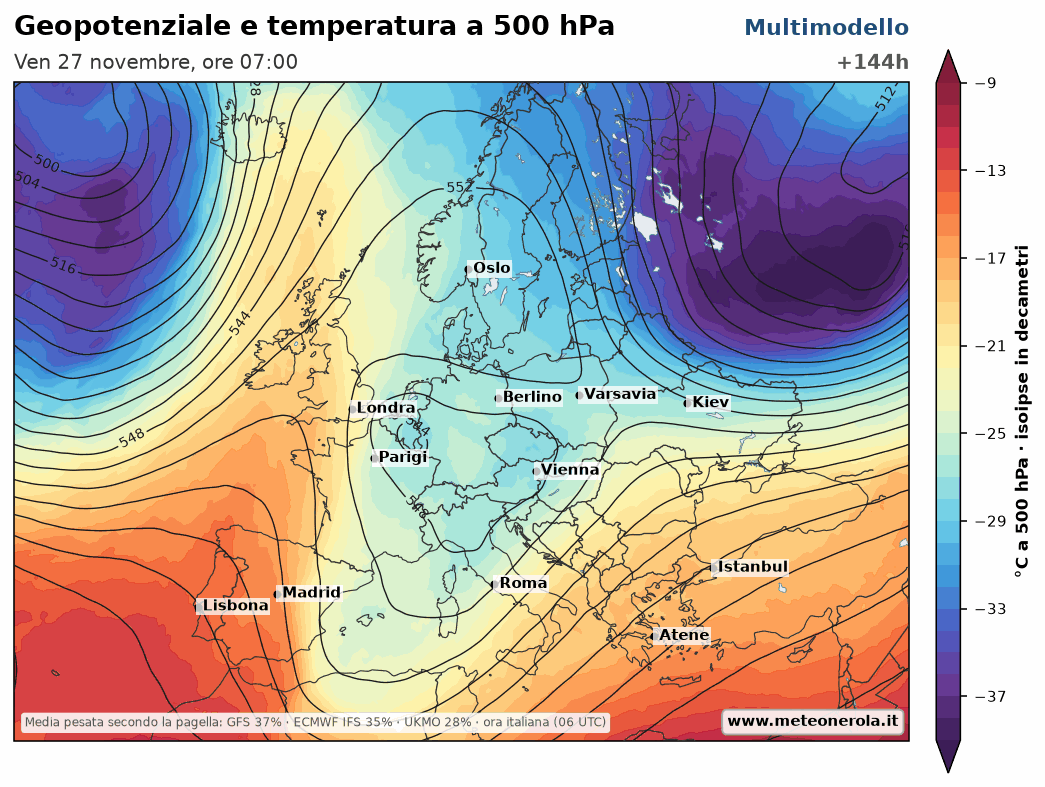 Geopotenziale e temperatura a 500 hPa
Multimodello
Ven 27 novembre, ore 07:00
+144h
500
504
516
544
548
552
528
512
544
548
Oslo
Londra
Berlino
Varsavia
Kiev
Parigi
Vienna
Roma
Istanbul
Madrid
Lisbona
Atene
Media pesata secondo la pagella: GFS 37% · ECMWF IFS 35% · UKMO 28% · ora italiana (06 UTC)
www.meteonerola.it
−9
−13
−17
−21
−25
−29
−33
−37
°C a 500 hPa · isoipse in decametri